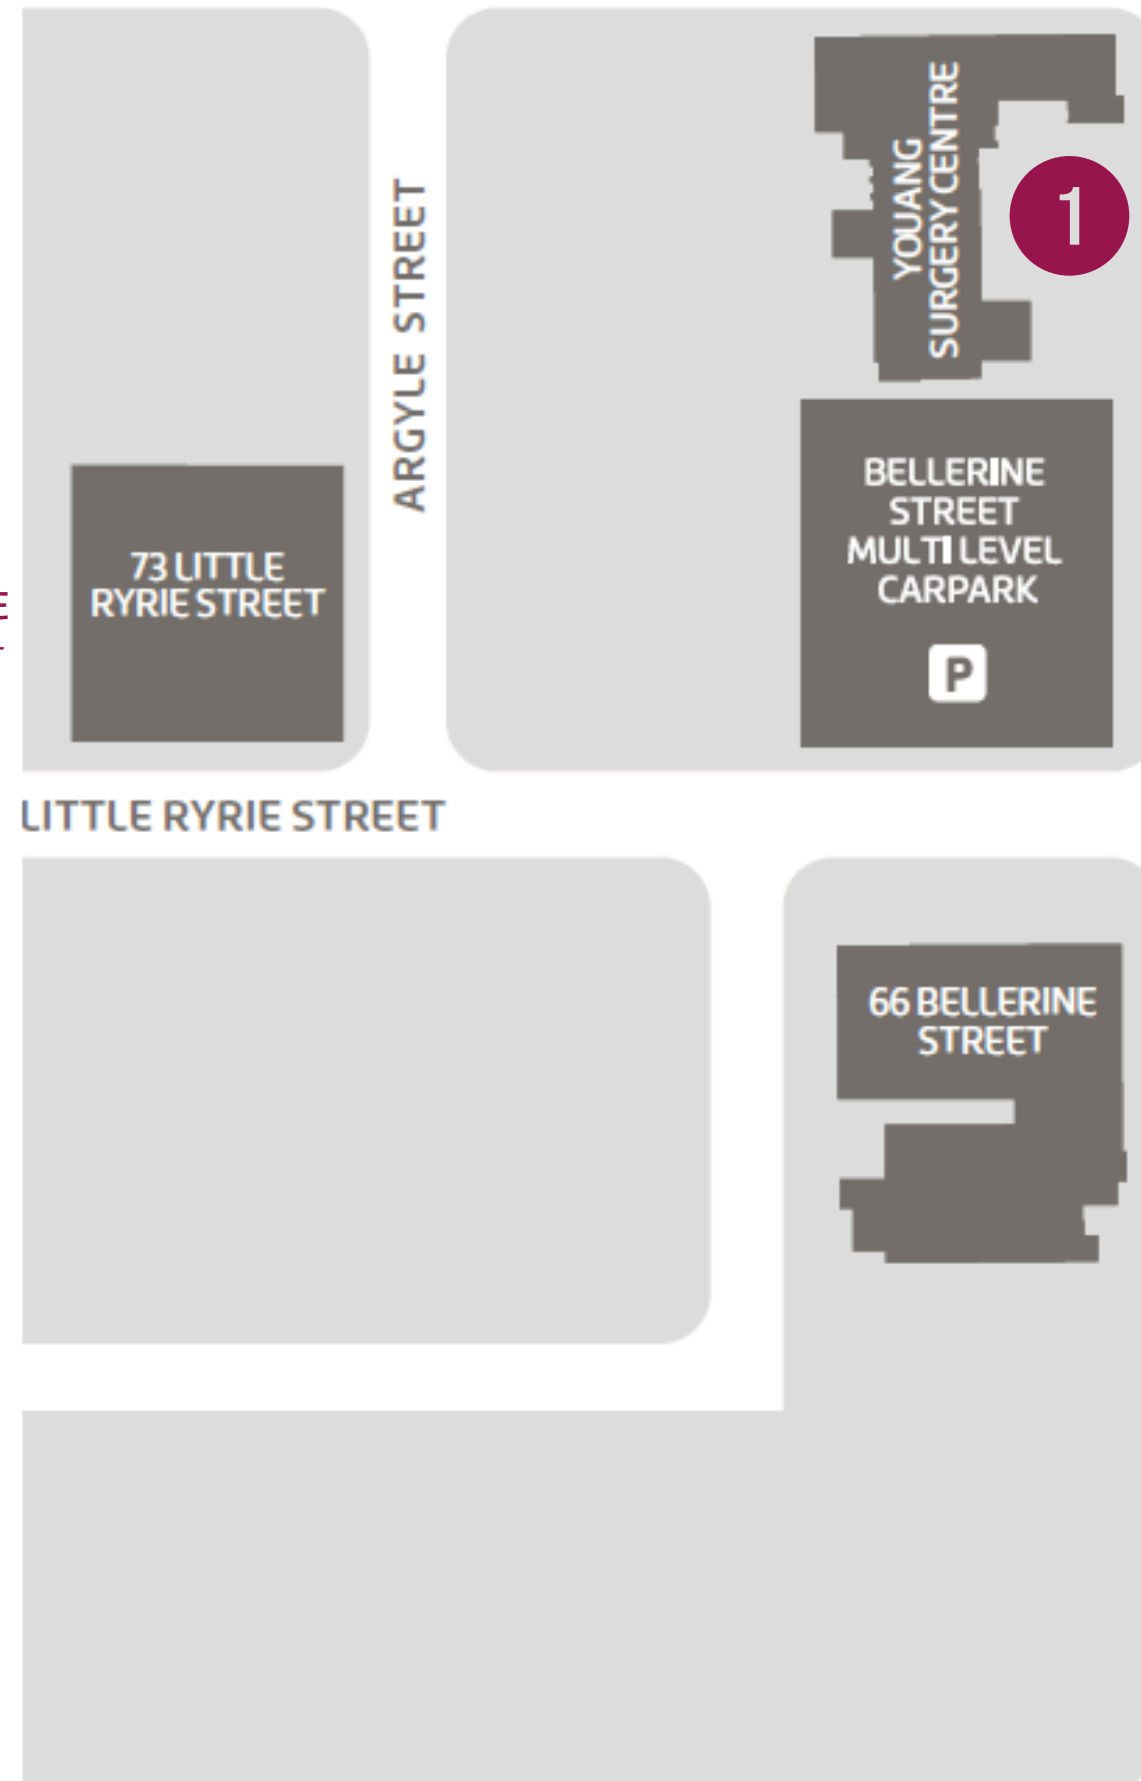 YOUANG
SURGERY CENTRE
1
ARGYLE STREET
BELLERINE
STREET
MULTI LEVEL
CARPARK
P
73 LITTLE
RYRIE STREET
E
LITTLE RYRIE STREET
66 BELLERINE
STREET